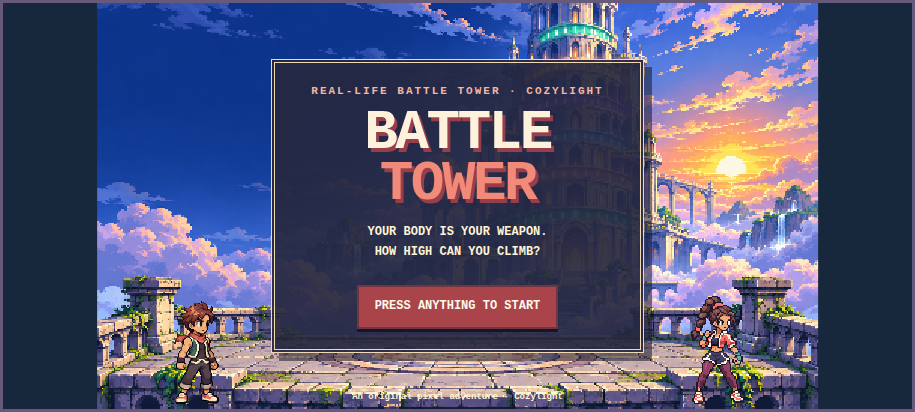 REAL-LIFE BATTLE TOWER · COZYLIGHT
BATTLE
TOWER
YOUR BODY IS YOUR WEAPON.
HOW HIGH CAN YOU CLIMB?
PRESS ANYTHING TO START
An original pixel adventure · Cozylight